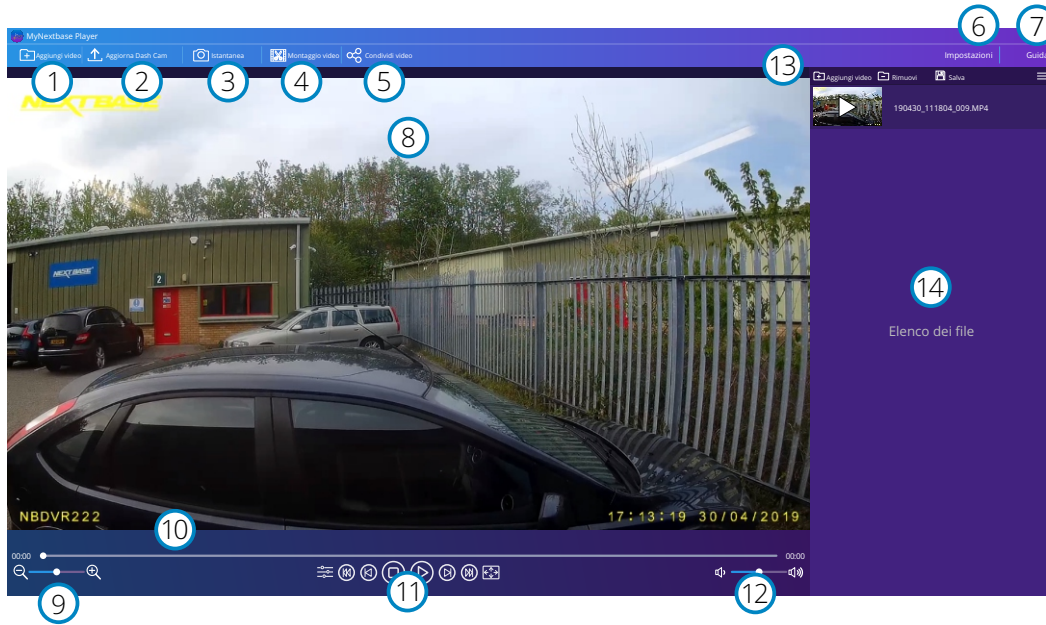 MyNextbase Player
Aggiungi video
Aggiorna Dash Cam
Istantanea
Montaggio video
Condividi video
Impostazioni
Guida
1
2
3
4
5
6
7
13
Aggiungi video
Rimuovi
Salva
190430_111804_009.MP4
NEXTBASE
8
NEXTBASE
2
14
Elenco dei file
NBDVR222
17:13:19 30/04/2019
10
00:00
00:00
9
11
12